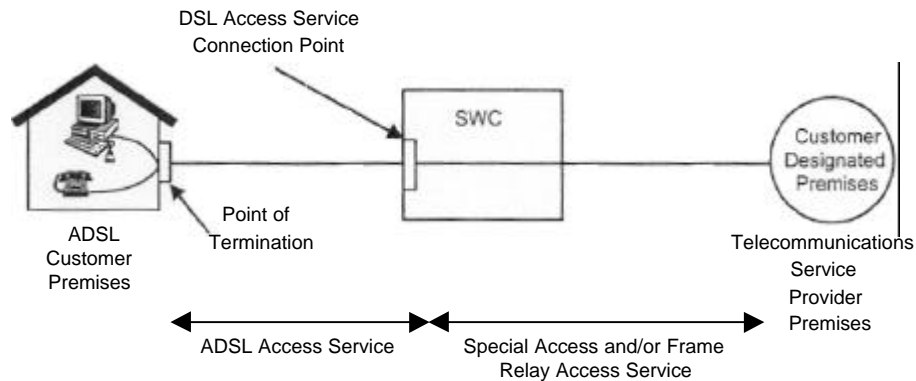 DSL Access Service
Connection Point
SWC
Customer
Designated
Premises
Point of
Termination
ADSL
Customer
Premises
Telecommunications
Service
Provider
Premises
ADSL Access Service
Special Access and/or Frame
Relay Access Service